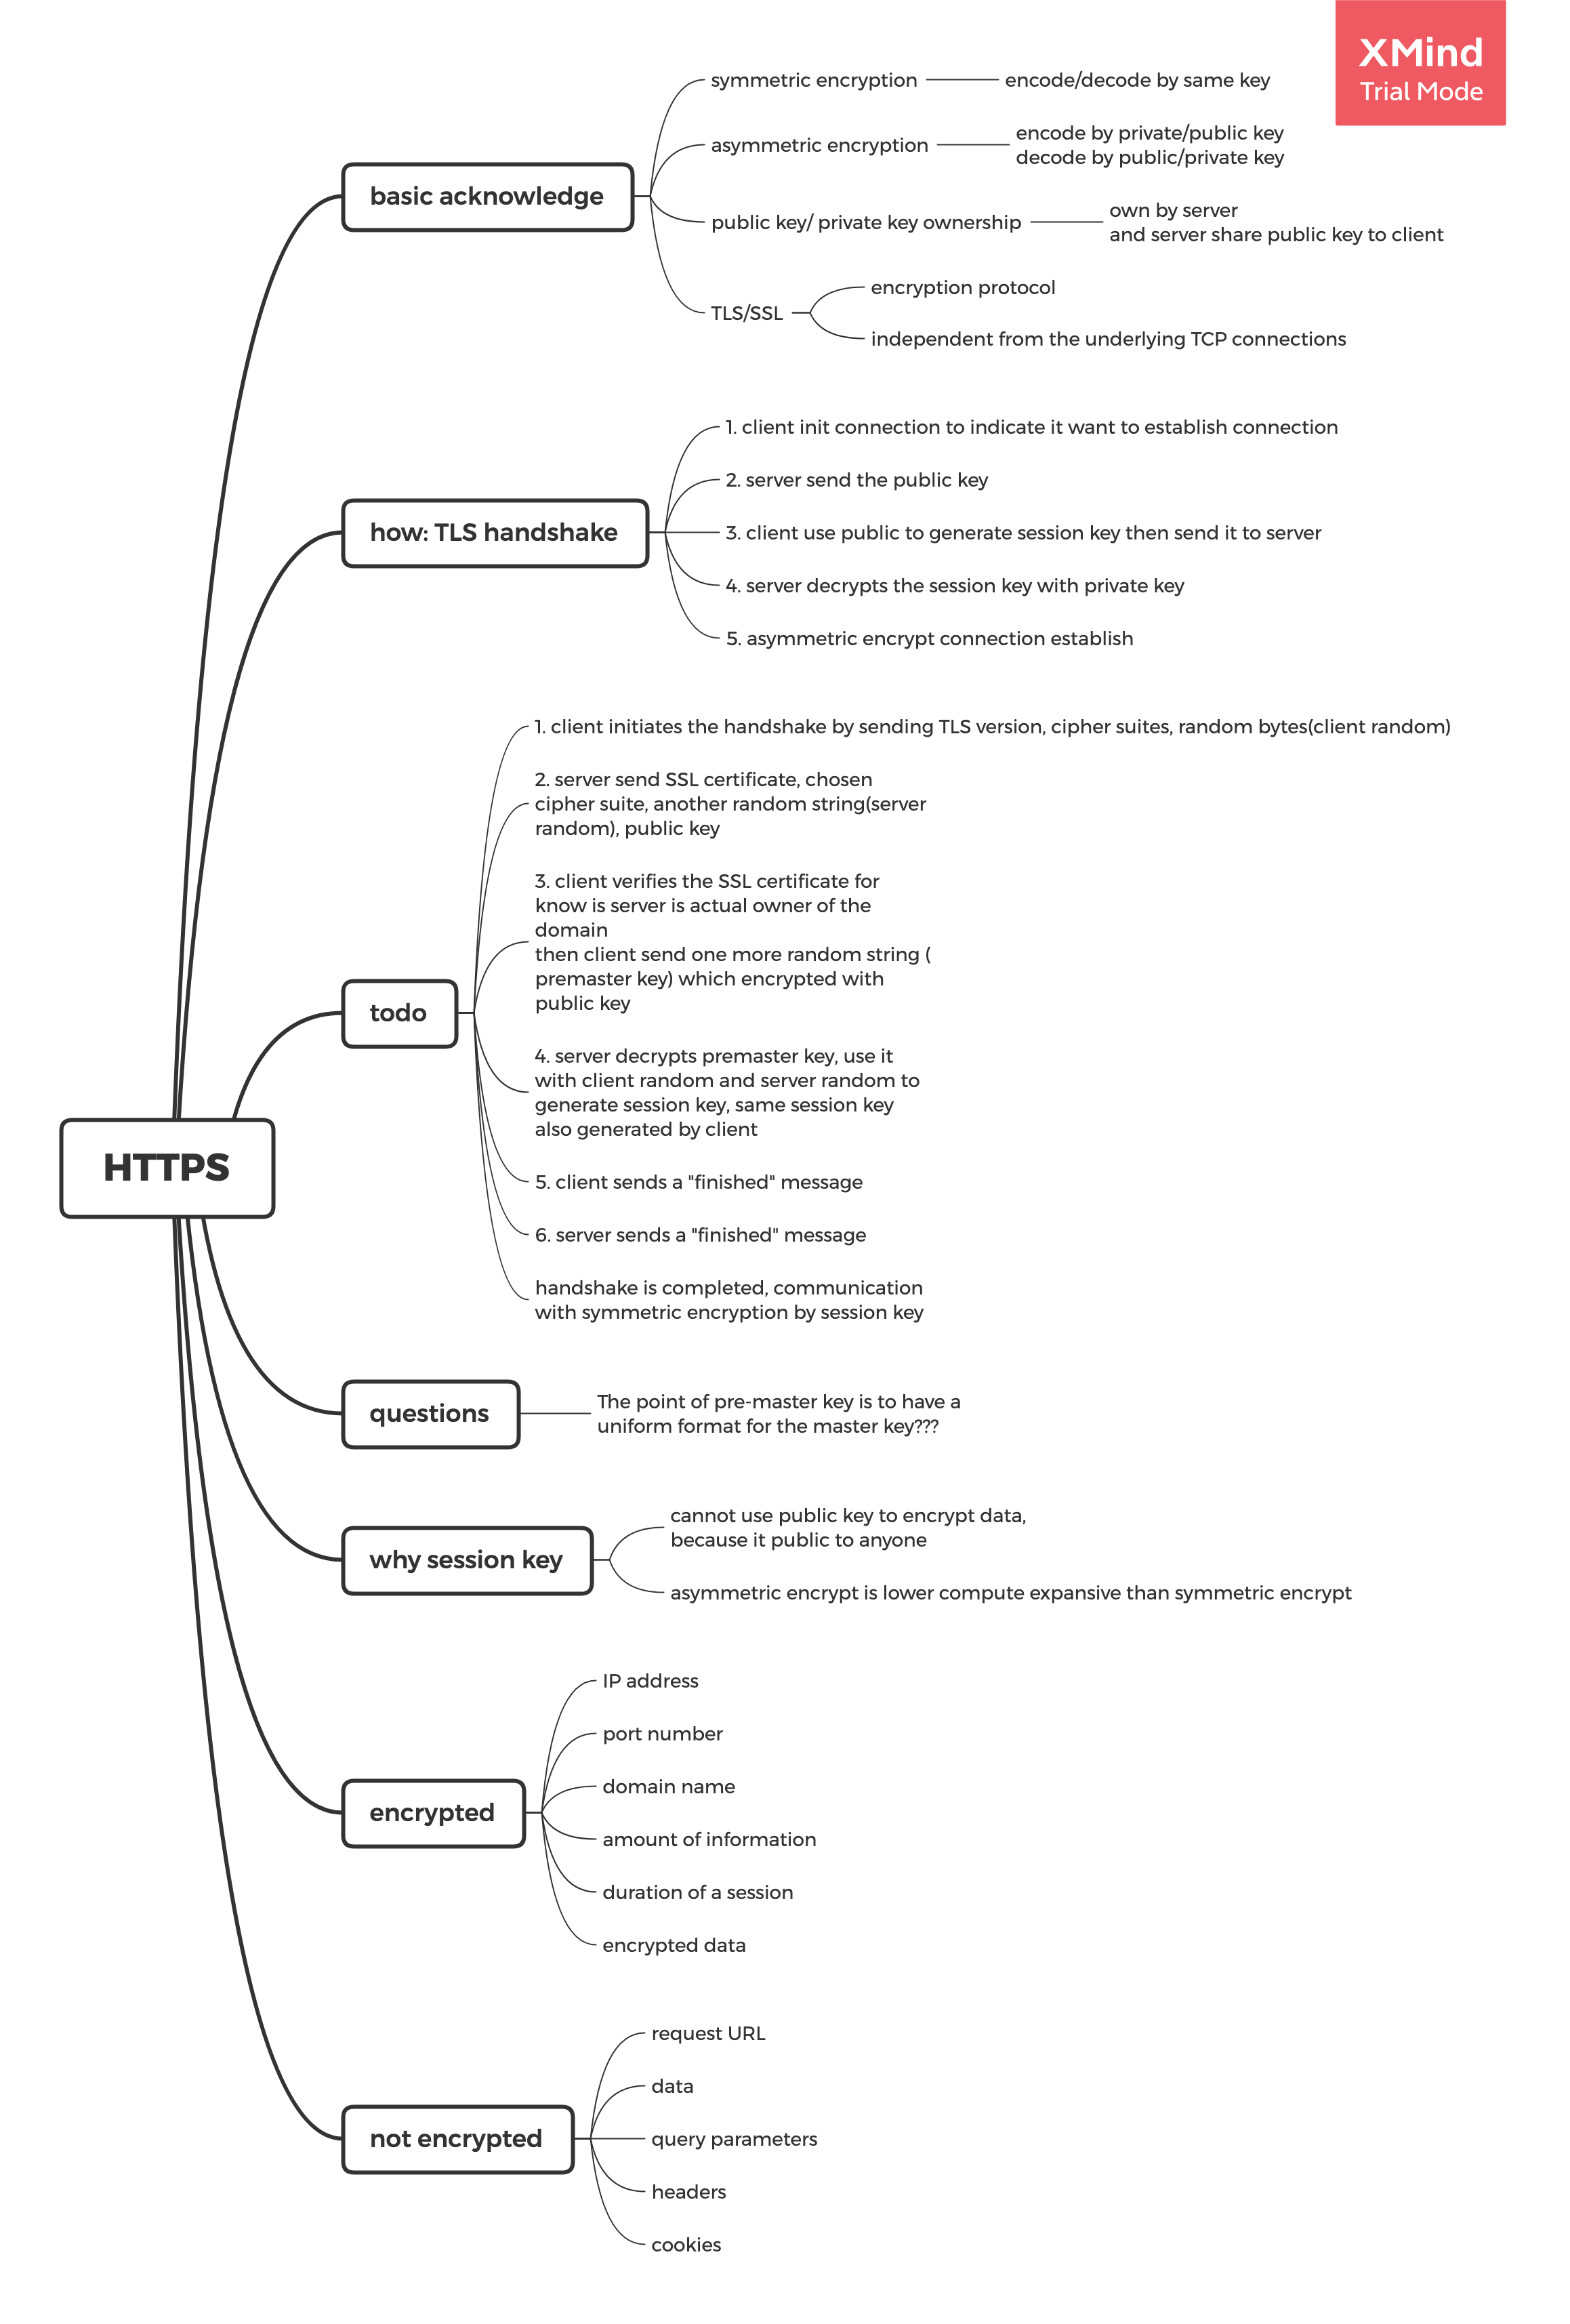 XMind
Trial Mode
HTTPS
basic acknowledge
symmetric encryption
encode/decode by same key
asymmetric encryption
encode by private/public key
decode by public/private key
public key/ private key ownership
own by server
and server share public key to client
TLS/SSL
encryption protocol
independent from the underlying TCP connections
how: TLS handshake
1. client init connection to indicate it want to establish connection
2. server send the public key
3. client use public to generate session key then send it to server
4. server decrypts the session key with private key
5. asymmetric encrypt connection establish
todo
1. client initiates the handshake by sending TLS version, cipher suites, random bytes(client random)
2. server send SSL certificate, chosen
cipher suite, another random string(server
random), public key
3. client verifies the SSL certificate for
know is server is actual owner of the
domain
then client send one more random string (
premaster key) which encrypted with
public key
4. server decrypts premaster key, use it
with client random and server random to
generate session key, same session key
also generated by client
5. client sends a "finished" message
6. server sends a "finished" message
handshake is completed, communication
with symmetric encryption by session key
questions
The point of pre-master key is to have a
uniform format for the master key???
why session key
cannot use public key to encrypt data,
because it public to anyone
asymmetric encrypt is lower compute expansive than symmetric encrypt
encrypted
IP address
port number
domain name
amount of information
duration of a session
encrypted data
not encrypted
request URL
data
query parameters
headers
cookies